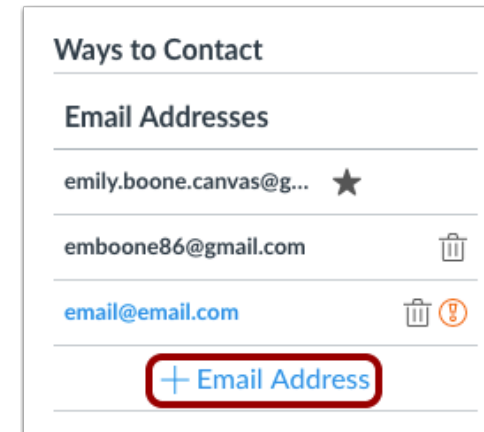 Ways to Contact
Email Addresses
emily.boone.canvas@g...
emboone86@gmail.com
email@email.com
+ Email Address